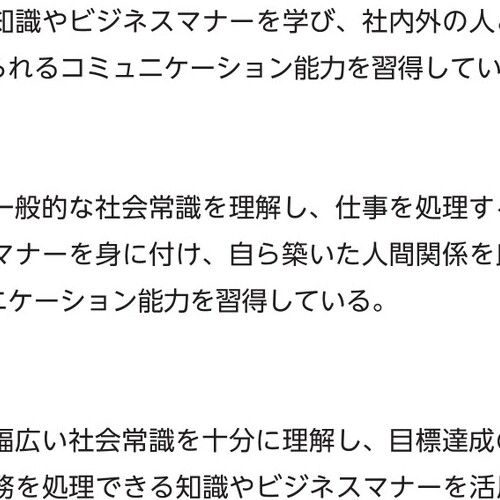 知識やビジネスマナーを学び、社内外の人
られるコミュニケーション能力を習得してい
一般的な社会常識を理解し、仕事を処理す
マナーを身に付け、自ら築いた人間関係を
ニケーション能力を習得している。
幅広い社会常識を十分に理解し、目標達成の
務を処理できる知識やビジネスマナーを活